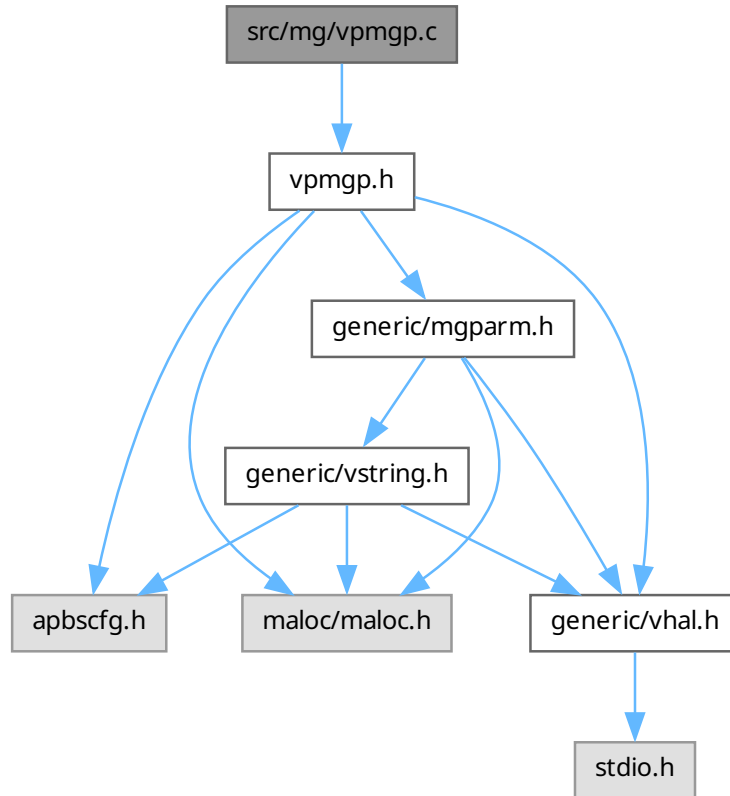 src/mg/vpmgp.c
vpmgp.h
generic/mgparm.h
generic/vstring.h
apbscfg.h
maloc/maloc.h
generic/vhal.h
stdio.h